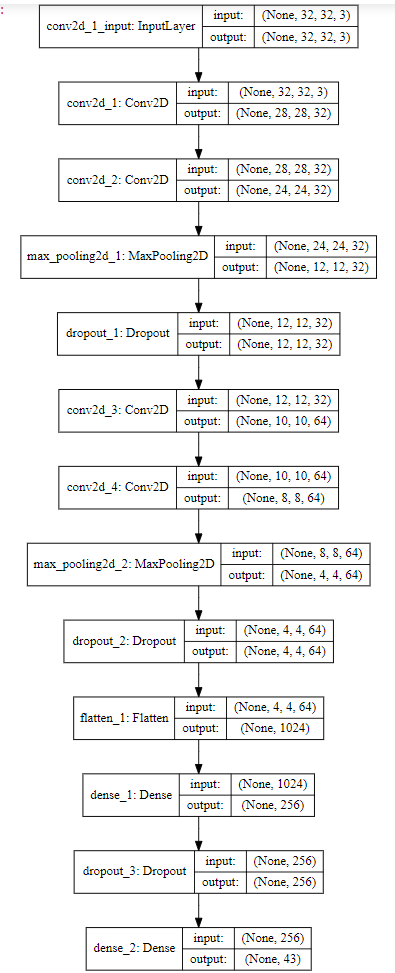 :
conv2d_1_input: InputLayer input: (None, 32, 32, 3)
output: (None, 32, 32, 3)
conv2d_1: Conv2D input: (None, 32, 32, 3)
output: (None, 28, 28, 32)
conv2d_2: Conv2D input: (None, 28, 28, 32)
output: (None, 24, 24, 32)
max_pooling2d_1: MaxPooling2D input: (None, 24, 24, 32)
output: (None, 12, 12, 32)
dropout_1: Dropout input: (None, 12, 12, 32)
output: (None, 12, 12, 32)
conv2d_3: Conv2D input: (None, 12, 12, 32)
output: (None, 10, 10, 64)
conv2d_4: Conv2D input: (None, 10, 10, 64)
output: (None, 8, 8, 64)
max_pooling2d_2: MaxPooling2D input: (None, 8, 8, 64)
output: (None, 4, 4, 64)
dropout_2: Dropout input: (None, 4, 4, 64)
output: (None, 4, 4, 64)
flatten_1: Flatten input: (None, 4, 4, 64)
output: (None, 1024)
dense_1: Dense input: (None, 1024)
output: (None, 256)
dropout_3: Dropout input: (None, 256)
output: (None, 256)
dense_2: Dense input: (None, 256)
output: (None, 43)